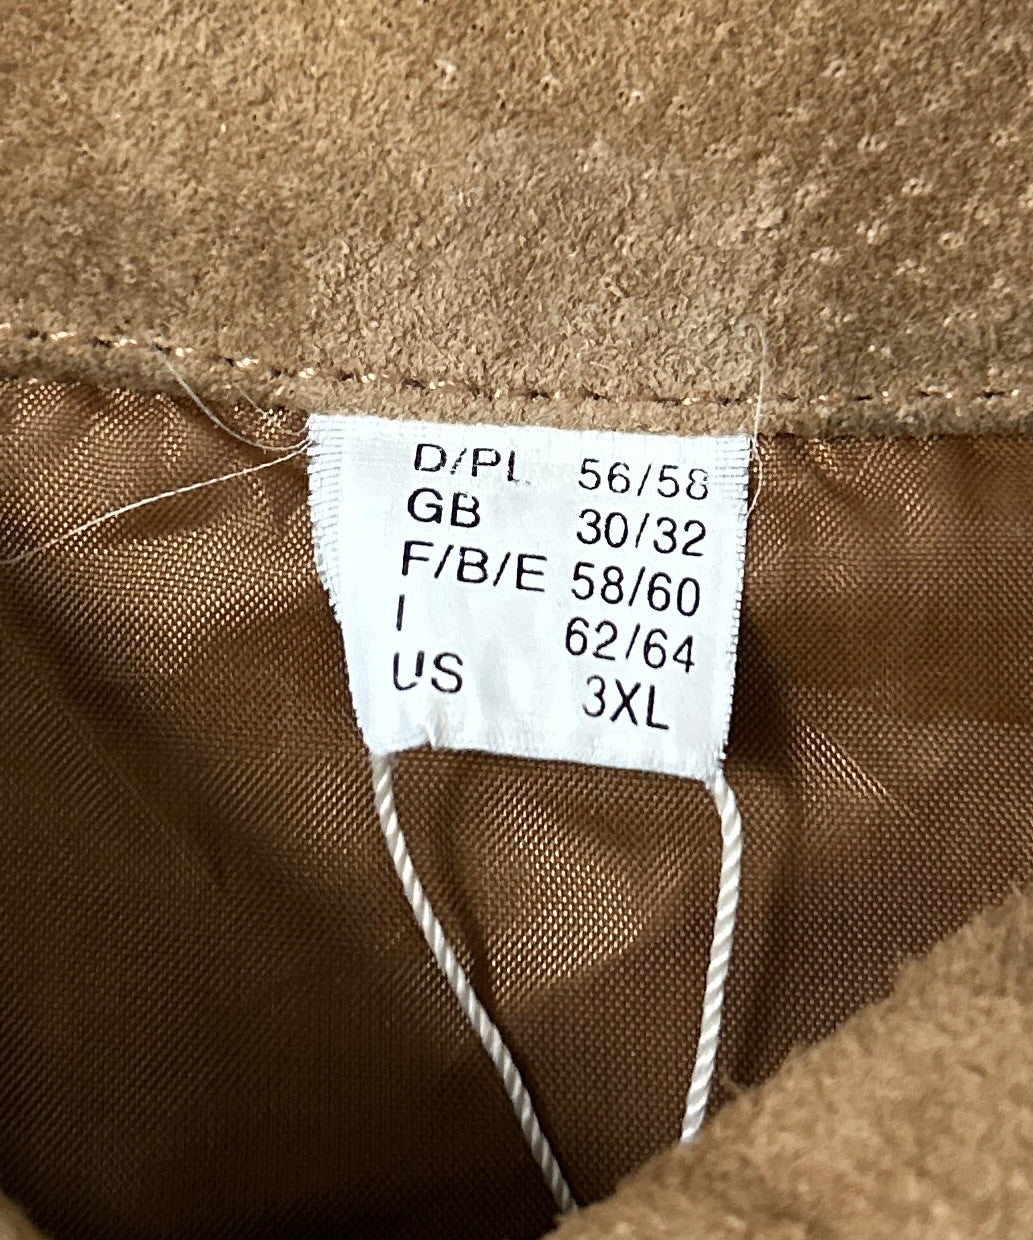 D/PL 56/58
GB 30/32
F/B/E 58/60
I 62/64
US 3XL